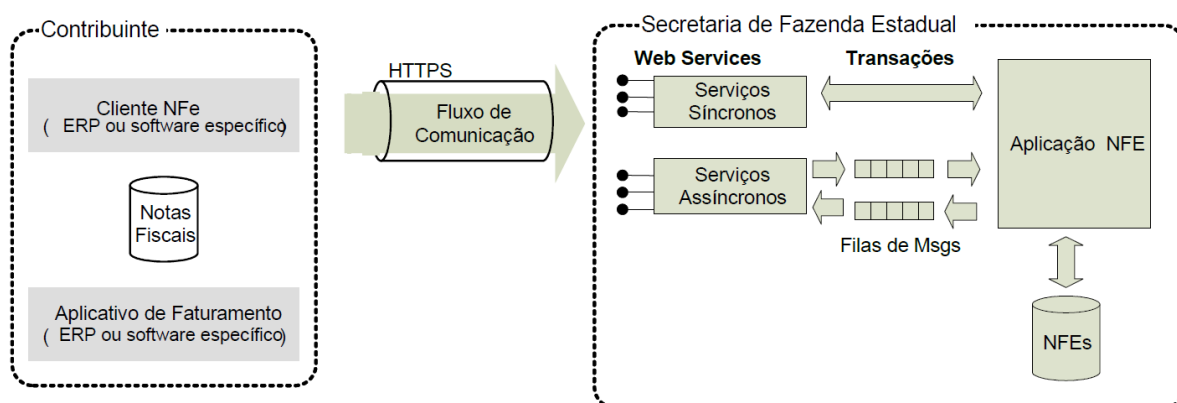 Contribuinte
Cliente NFe
( ERP ou software específico)
Notas
Fiscais
Aplicativo de Faturamento
( ERP ou software específico)
HTTPS
Fluxo de
Comunicação
Secretaria de Fazenda Estadual
Web Services
Transações
Serviços
Síncronos
Serviços
Assíncronos
Filas de Msgs
Aplicação NFE
NFEs